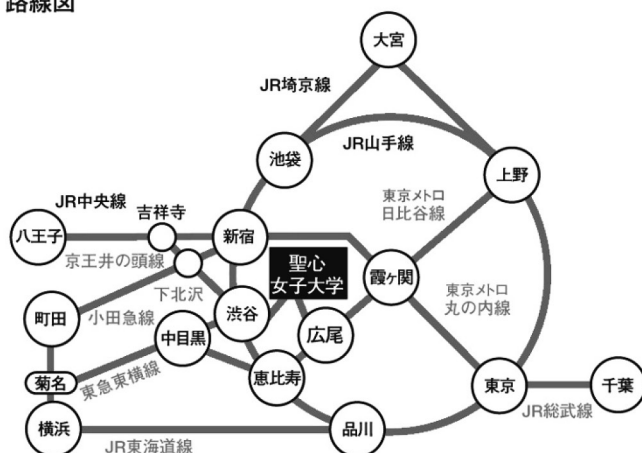 路線図
大宮
JR埼京線
池袋
JR山手線
上野
東京メトロ
日比谷線
JR中央線
吉祥寺
八王子
新宿
京王井の頭線
聖心
女子大学
霞ヶ関
下北沢
東京メトロ
丸の内線
町田
小田急線
渋谷
中目黒
広尾
菊名
東急東横線
恵比寿
東京
千葉
JR総武線
横浜
品川
JR東海道線